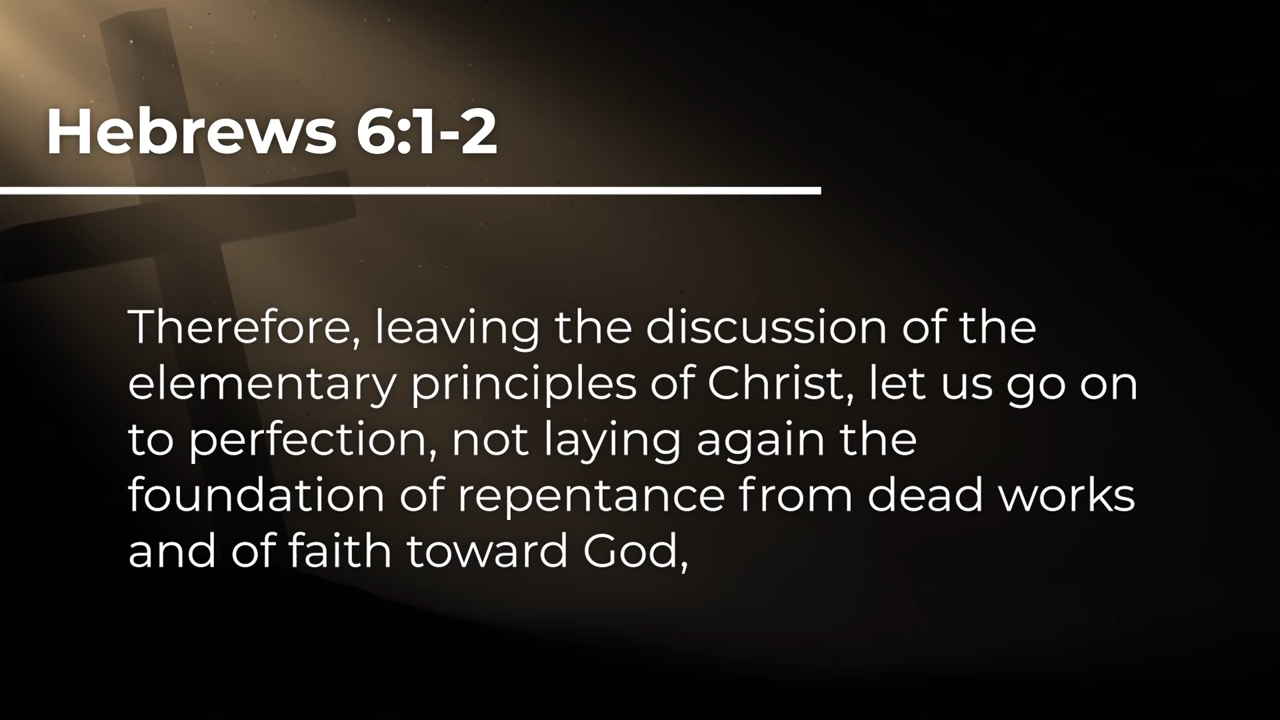 Hebrews 6:1-2
Therefore, leaving the discussion of the
elementary principles of Christ, let us go on
to perfection, not laying again the
foundation of repentance from dead works
and of faith toward God,